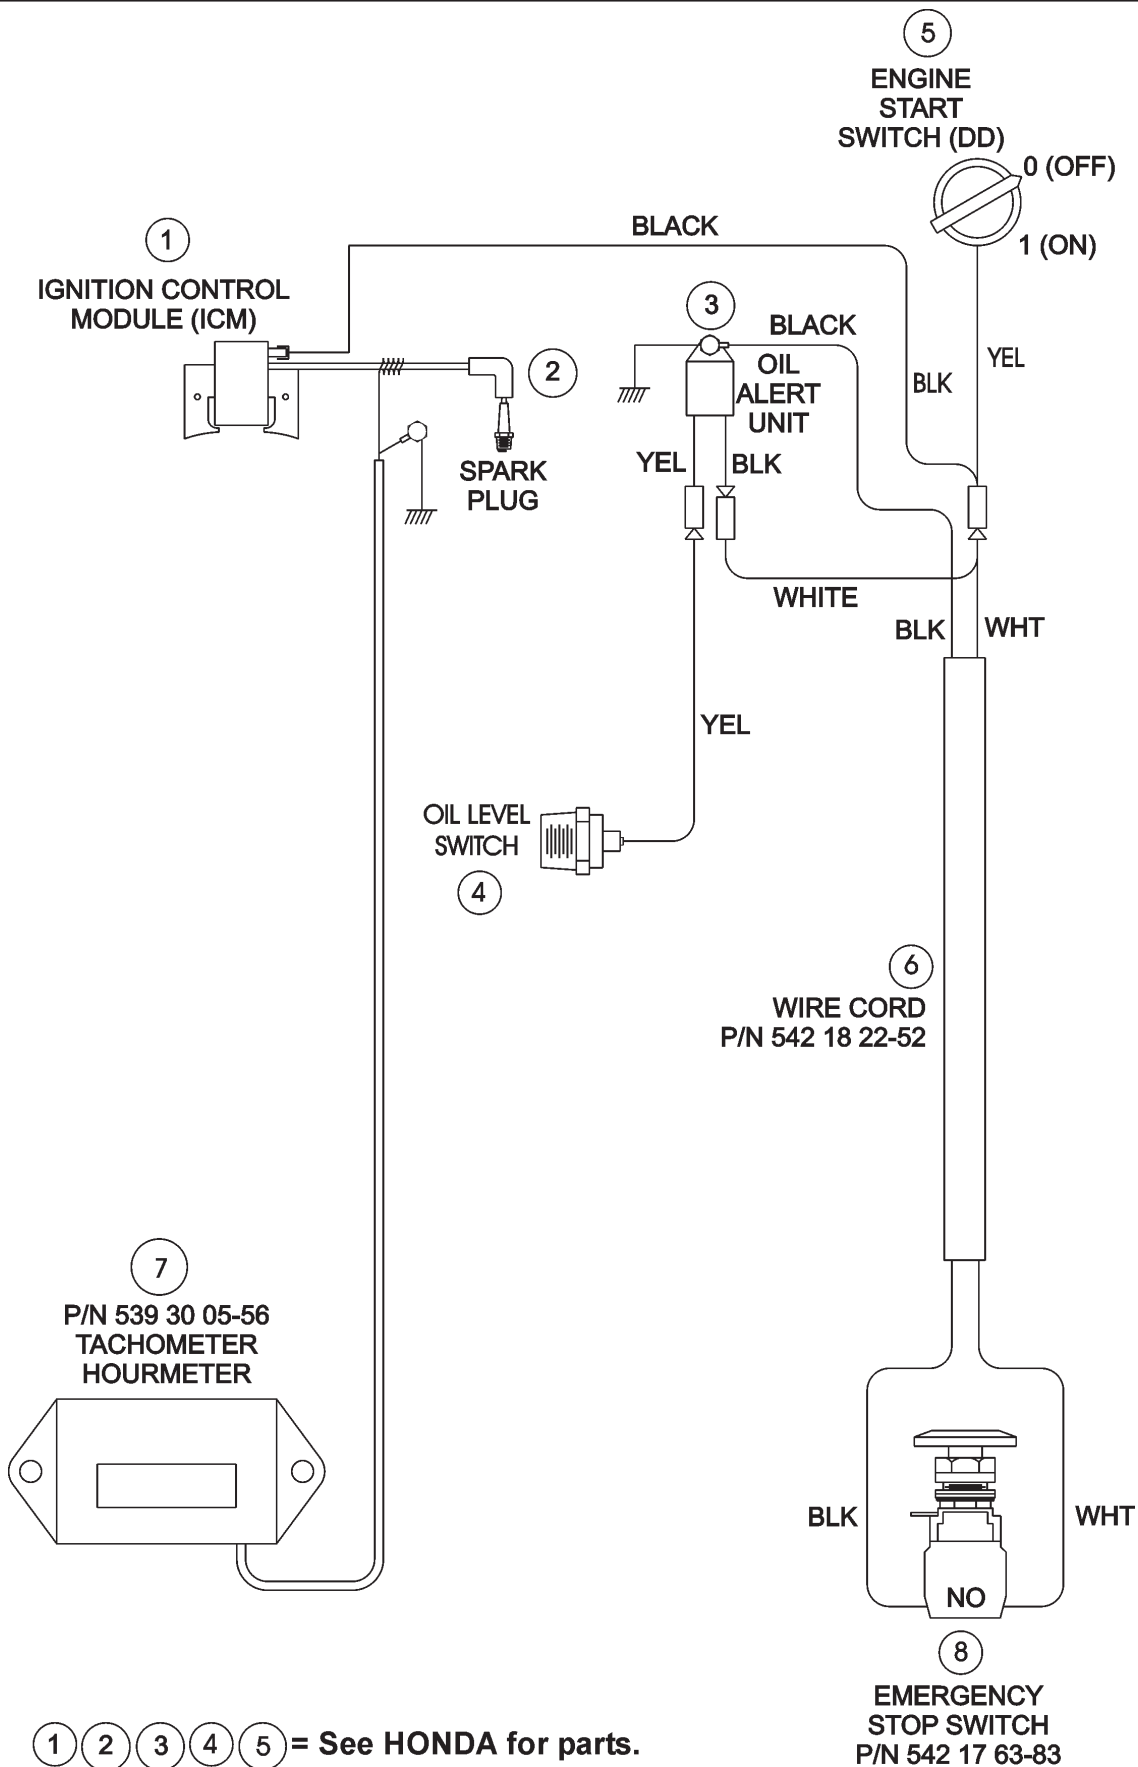 5
ENGINE
START
SWITCH (DD)
0 (OFF)
1 (ON)
BLACK
1
IGNITION CONTROL
MODULE (ICM)
3
BLACK
OIL
ALERT
UNIT
YEL
BLK
2
YEL
BLK
SPARK
PLUG
WHITE
BLK
WHT
YEL
OIL LEVEL
SWITCH
4
6
WIRE CORD
P/N 542 18 22-52
7
P/N 539 30 05-56
TACHOMETER
HOURMETER
BLK
WHT
NO
8
EMERGENCY
STOP SWITCH
P/N 542 17 63-83
1 2 3 4 5 = See HONDA for parts.